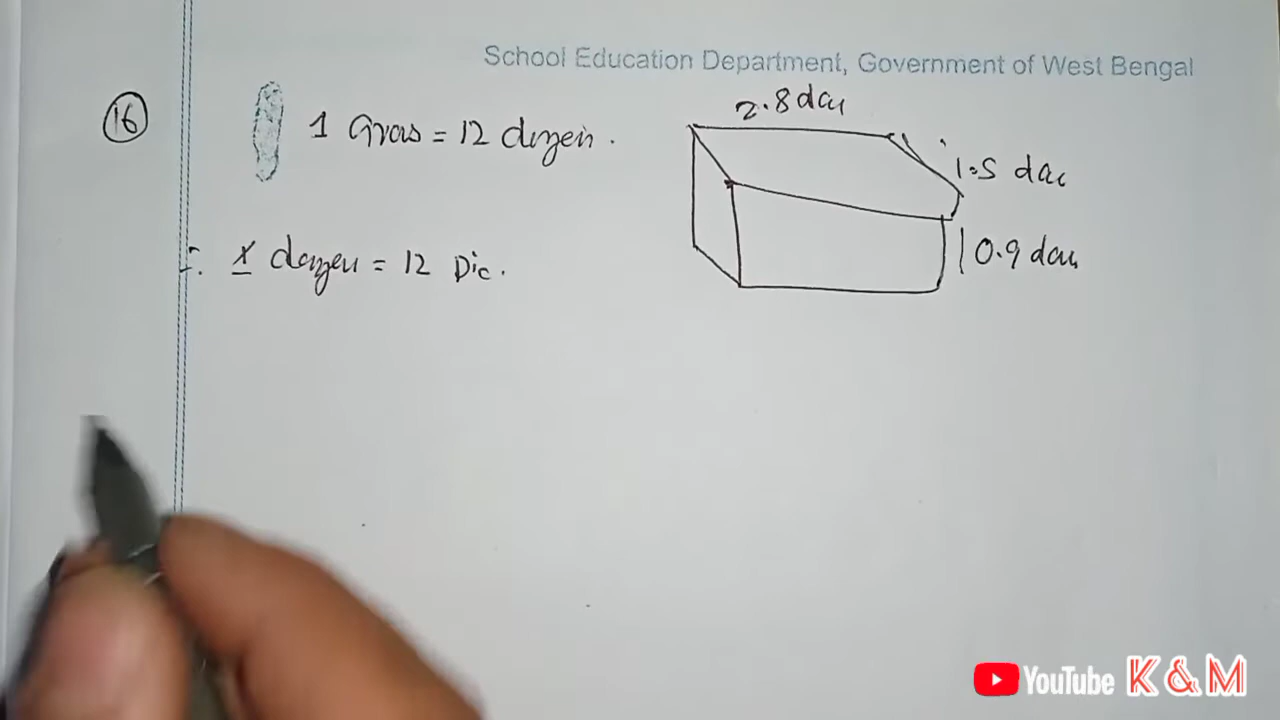 School Education Department, Government of West Bengal
16
1 Gros = 12 dozen.
∴ 1 dozen = 12 Pic.
2.8 dm
1.5 dm
0.9 dm
YouTube K & M